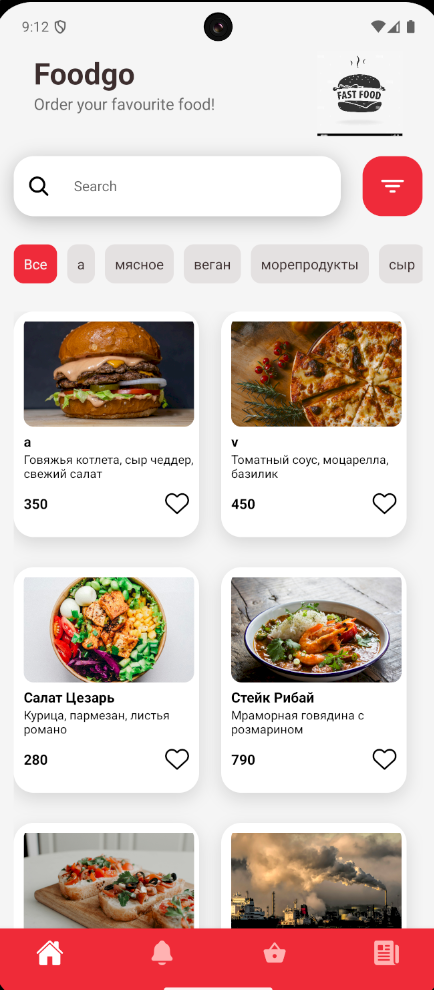 9:12
Foodgo
Order your favourite food!
FAST FOOD
Search
Все
а
мясное
веган
морепродукты
сыр
a
Говяжья котлета, сыр чеддер,
свежий салат
350
v
Томатный соус, моцарелла,
базилик
450
Салат Цезарь
Курица, пармезан, листья
романо
280
Стейк Рибай
Мраморная говядина с
розмарином
790